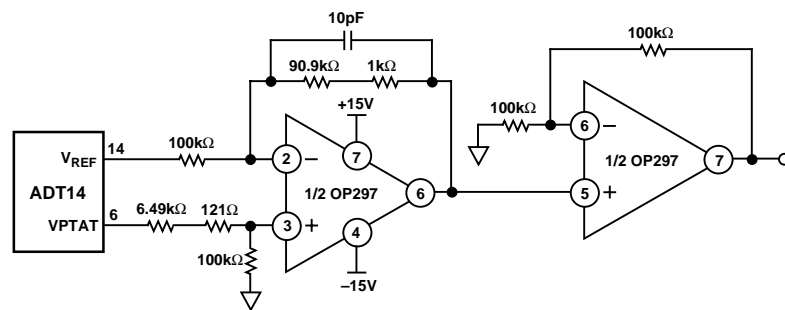 10pF
90.9kΩ 1kΩ
+15V
100kΩ
VREF
14
ADT14
VPTAT
6
100kΩ
6.49kΩ
121Ω
100kΩ
2
−
3
+
7
1/2 OP297
6
4
−15V
100kΩ
6
−
5
+
1/2 OP297
7